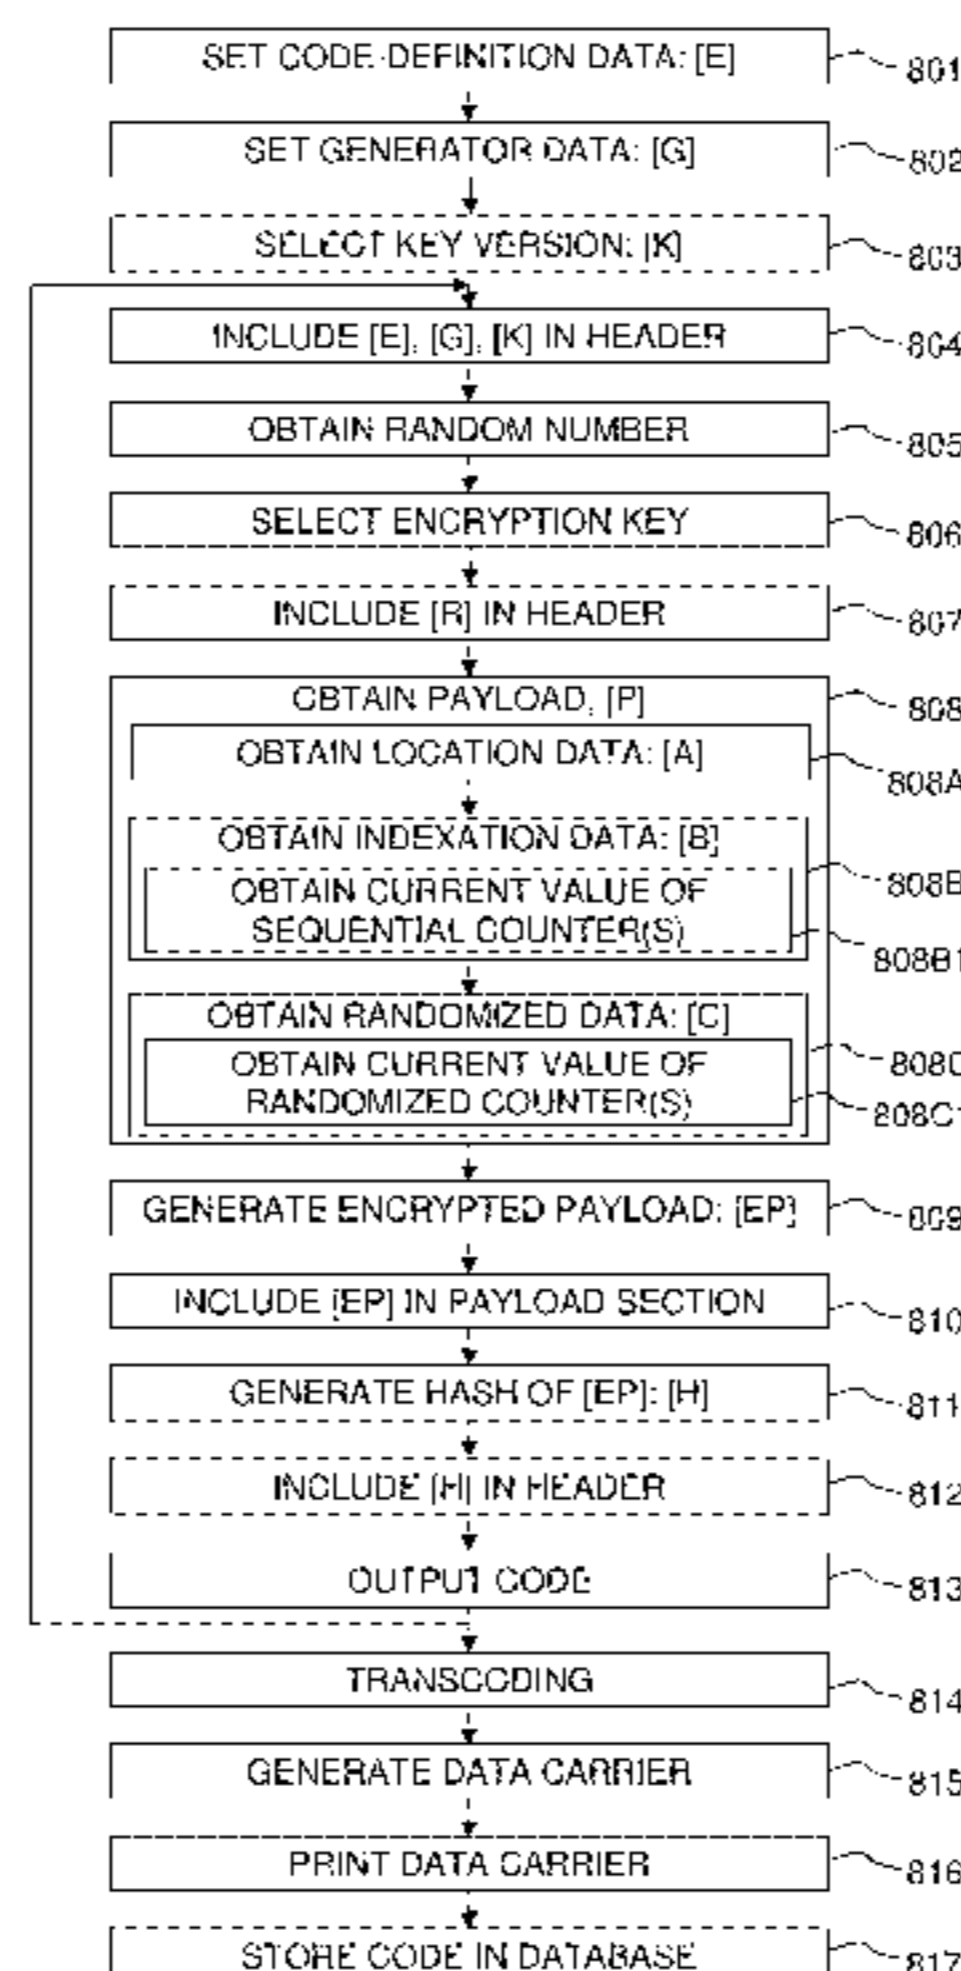 SET CODE-DEFINITION DATA: [E]
801
SET GENERATOR DATA: [G]
802
SELECT KEY VERSION: [K]
803
INCLUDE [E], [G], [K] IN HEADER
804
OBTAIN RANDOM NUMBER
805
SELECT ENCRYPTION KEY
806
INCLUDE [R] IN HEADER
807
OBTAIN PAYLOAD, [P]
808
OBTAIN LOCATION DATA: [A]
808A
OBTAIN INDEXATION DATA: [B]
808B
OBTAIN CURRENT VALUE OF
SEQUENTIAL COUNTER(S)
808B1
OBTAIN RANDOMIZED DATA: [C]
808C
OBTAIN CURRENT VALUE OF
RANDOMIZED COUNTER(S)
808C1
GENERATE ENCRYPTED PAYLOAD: [EP]
809
INCLUDE [EP] IN PAYLOAD SECTION
810
GENERATE HASH OF [EP]: [H]
811
INCLUDE [H] IN HEADER
812
OUTPUT CODE
813
TRANSCODING
814
GENERATE DATA CARRIER
815
PRINT DATA CARRIER
816
STORE CODE IN DATABASE
817